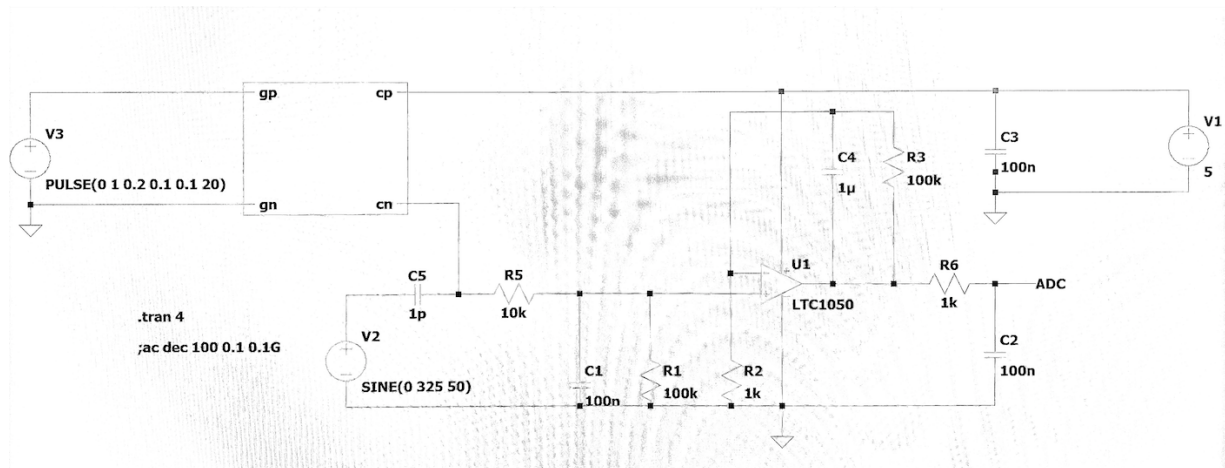 gp
cp
V3
PULSE(0 1 0.2 0.1 0.1 20)
gn
cn
C4
1µ
R3
100k
C3
100n
V1
5
C5
1p
R5
10k
U1
LTC1050
R6
1k
ADC
.tran 4
;ac dec 100 0.1 0.1G
V2
SINE(0 325 50)
C1
100n
R1
100k
R2
1k
C2
100n